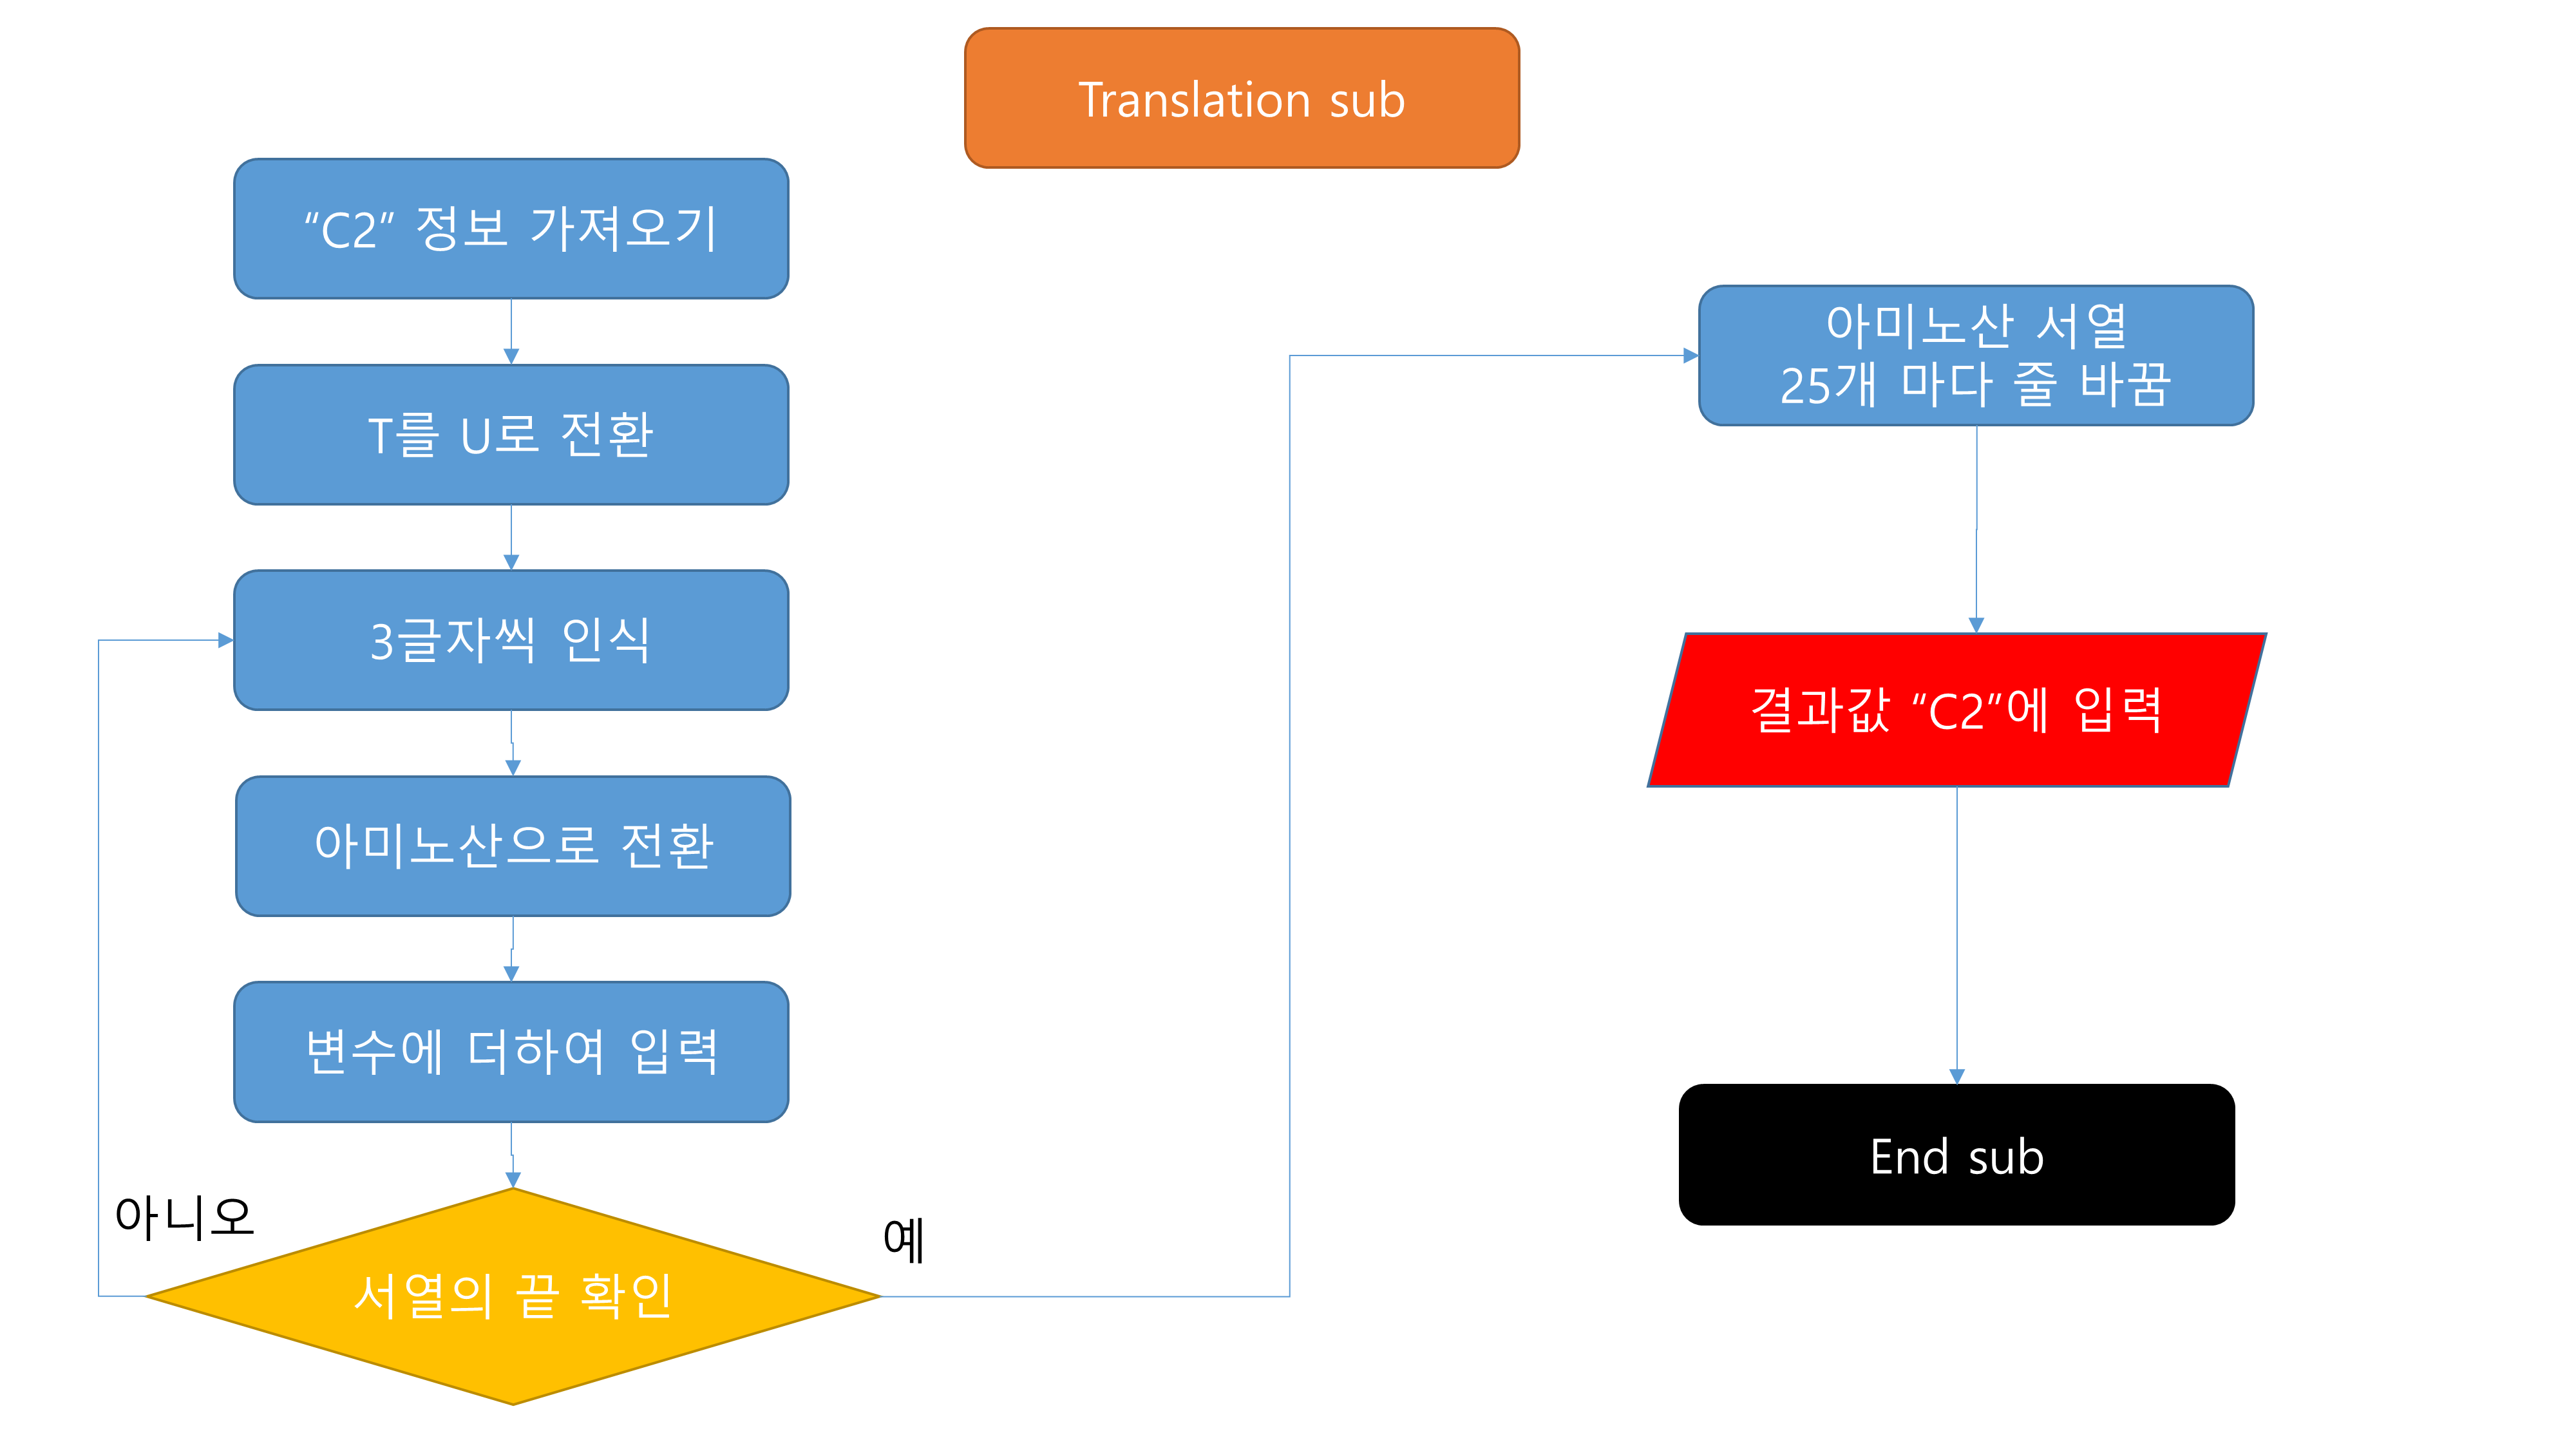 Translation sub
“C2” 정보 가져오기
T를 U로 전환
3글자씩 인식
아미노산으로 전환
변수에 더하여 입력
아니오
서열의 끝 확인
예
아미노산 서열
25개 마다 줄 바꿈
결과값 “C2”에 입력
End sub